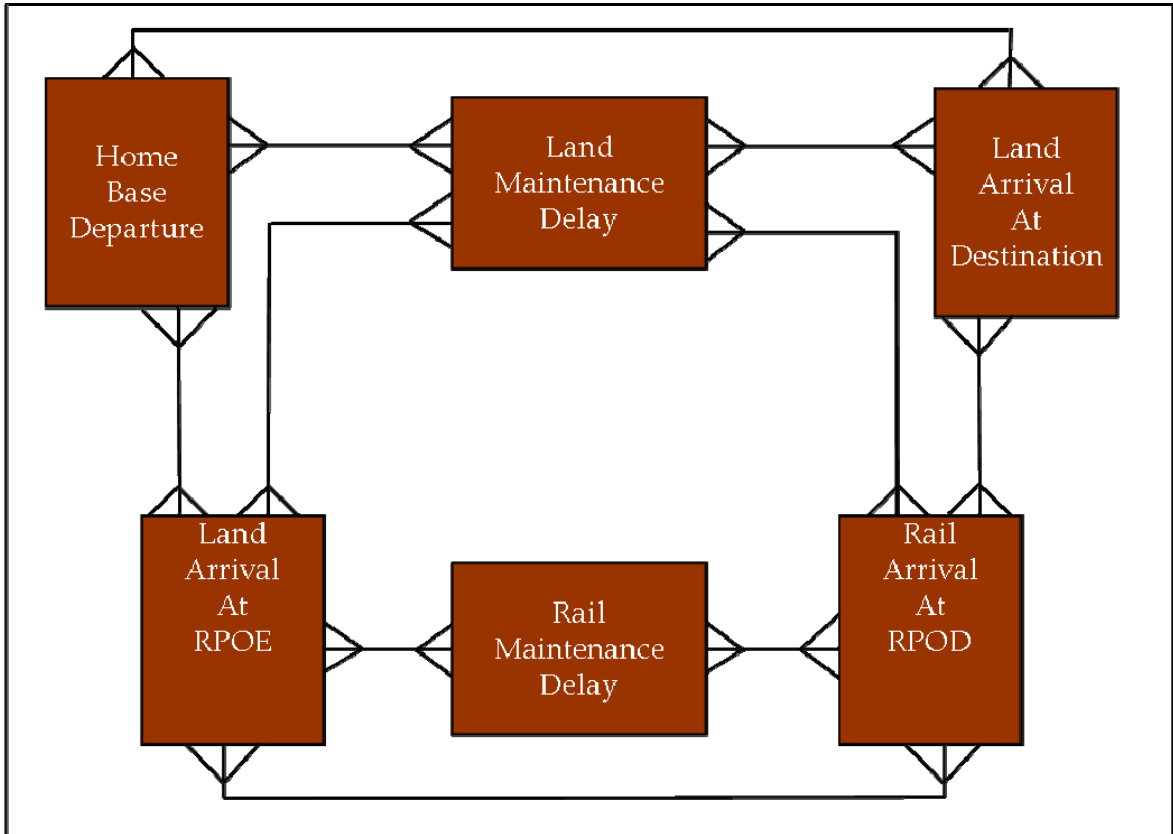 Home
Base
Departure
Land
Maintenance
Delay
Land
Arrival
At
Destination
Land
Arrival
At
RPOE
Rail
Maintenance
Delay
Rail
Arrival
At
RPOD